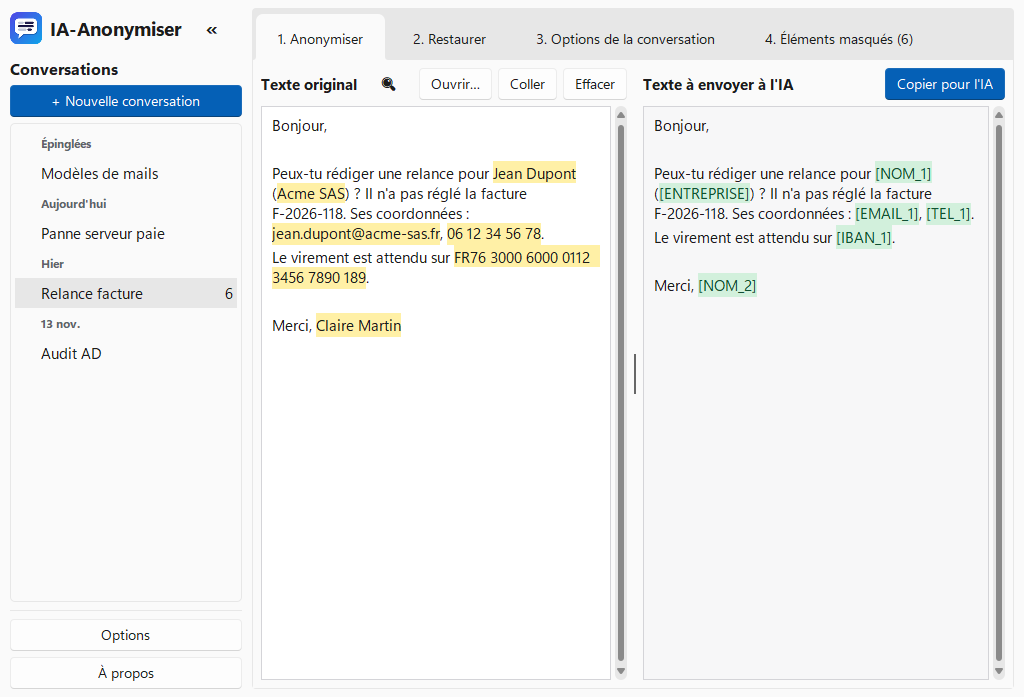 IA-Anonymiser «
Conversations
+ Nouvelle conversation
Épinglées
Modèles de mails
Aujourd'hui
Panne serveur paie
Hier
Relance facture 6
13 nov.
Audit AD
Options
À propos
1. Anonymiser 2. Restaurer 3. Options de la conversation 4. Éléments masqués (6)
Texte original Ouvrir... Coller Effacer
Bonjour,
Peux-tu rédiger une relance pour Jean Dupont
(Acme SAS) ? Il n'a pas réglé la facture
F-2026-118. Ses coordonnées :
jean.dupont@acme-sas.fr, 06 12 34 56 78.
Le virement est attendu sur FR76 3000 6000 0112
3456 7890 189.
Merci, Claire Martin
Texte à envoyer à l'IA Copier pour l'IA
Bonjour,
Peux-tu rédiger une relance pour [NOM_1]
([ENTREPRISE]) ? Il n'a pas réglé la facture
F-2026-118. Ses coordonnées : [EMAIL_1], [TEL_1].
Le virement est attendu sur [IBAN_1].
Merci, [NOM_2]